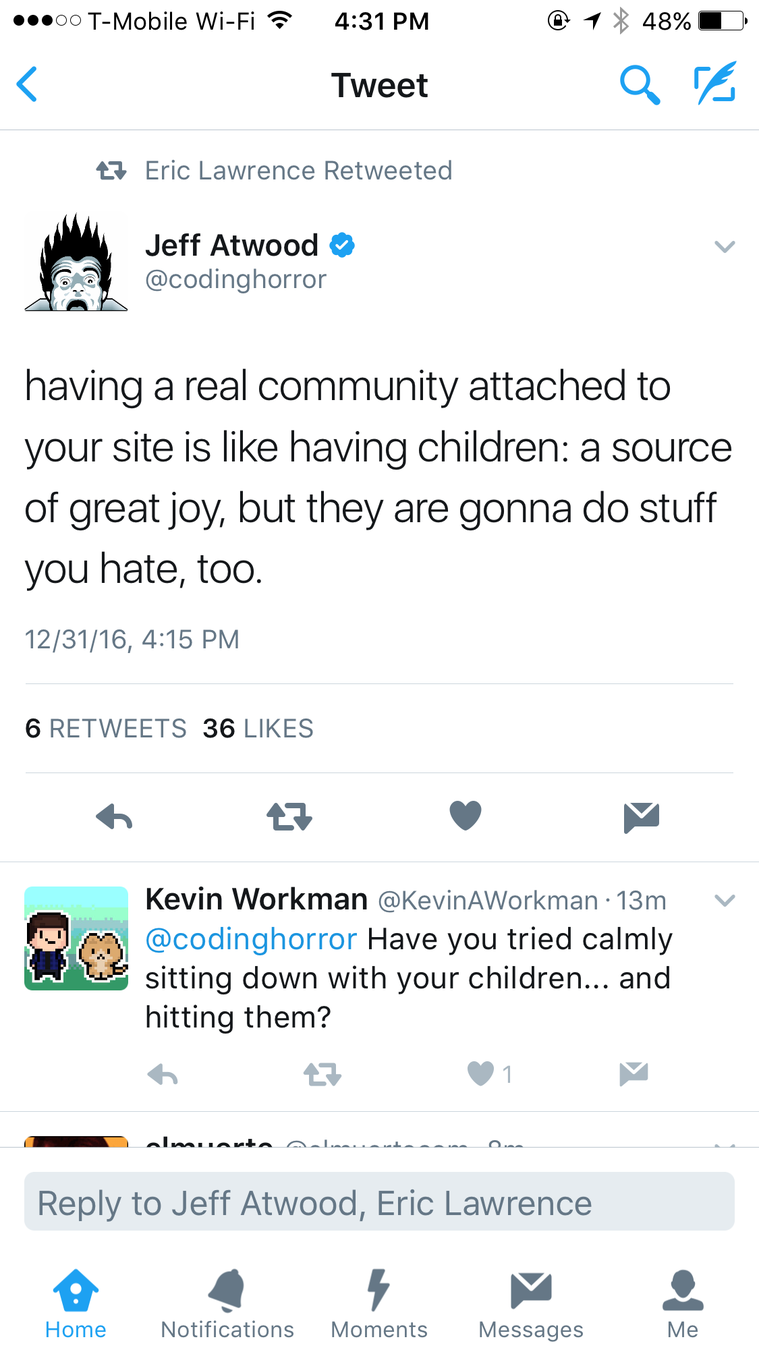 T-Mobile Wi-Fi 4:31 PM 48%
Tweet
Eric Lawrence Retweeted
Jeff Atwood
@codinghorror
having a real community attached to
your site is like having children: a source
of great joy, but they are gonna do stuff
you hate, too.
12/31/16, 4:15 PM
6 RETWEETS 36 LIKES
Kevin Workman @KevinAWorkman · 13m
@codinghorror Have you tried calmly
sitting down with your children... and
hitting them?
1
elmuerte @elmuertecom · 9m
Reply to Jeff Atwood, Eric Lawrence
Home Notifications Moments Messages Me